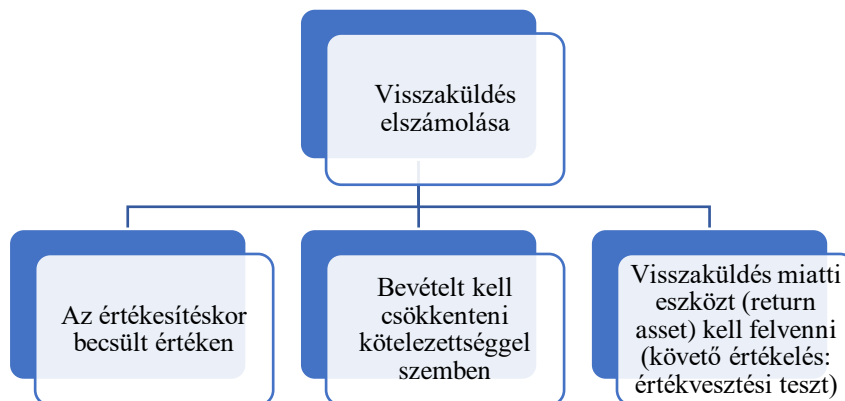 Visszaküldés
elszámolása
Az értékesítéskor
becsült értéken
Bevételt kell
csökkenteni
kötelezettséggel
szemben
Visszaküldés miatti
eszközt (return
asset) kell felvenni
(követő értékelés:
értékvesztési teszt)